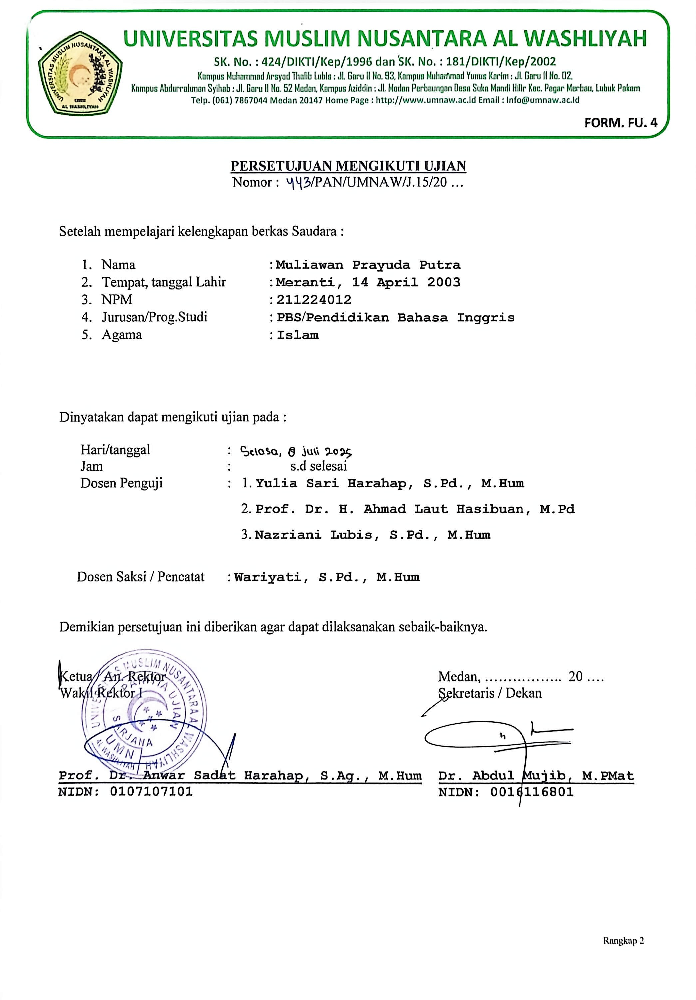 UNIVERSITAS MUSLIM NUSANTARA AL WASHLIYAH
SK. No. : 424/DIKTI/Kep/1996 dan SK. No. : 181/DIKTI/Kep/2002
Kampus Muhammad Arsyad Thalib Lubis : Jl. Garu II No. 93, Kampus Muhammad Yunus Karim : Jl. Garu II No. 02.
Kampus Abdurrahman Syihab : Jl. Garu II No. 52 Medan, Kampus Aziddin : Jl. Medan Perbaungan Desa Suka Mandi Hilir Kec. Pagar Merbau, Lubuk Pakam
Telp. (061) 7867044 Medan 20147 Home Page : http://www.umnaw.ac.id Email : info@umnaw.ac.id
UNIVERSITAS MUSLIM NUSANTARA AL WASHLIYAH
UMN
AL WASHLIYAH
FORM. FU. 4
PERSETUJUAN MENGIKUTI UJIAN
Nomor : 443/PAN/UMNAW/J.15/20 ...
Setelah mempelajari kelengkapan berkas Saudara :
1. Nama : Muliawan Prayuda Putra
2. Tempat, tanggal Lahir : Meranti, 14 April 2003
3. NPM : 211224012
4. Jurusan/Prog.Studi : PBS/Pendidikan Bahasa Inggris
5. Agama : Islam
Dinyatakan dapat mengikuti ujian pada :
Hari/tanggal : Selasa, 8 juli 2025
Jam : s.d selesai
Dosen Penguji : 1. Yulia Sari Harahap, S.Pd., M.Hum
2. Prof. Dr. H. Ahmad Laut Hasibuan, M.Pd
3. Nazriani Lubis, S.Pd., M.Hum
Dosen Saksi / Pencatat : Wariyati, S.Pd., M.Hum
Demikian persetujuan ini diberikan agar dapat dilaksanakan sebaik-baiknya.
Ketua / An. Rektor Medan, ................. 20 ....
Wakil Rektor I Sekretaris / Dekan
UNIVERSITAS MUSLIM NUSANTARA AL WASHLIYAH
PANITIA UJIAN
SARJANA
UMN
AL WASHLIYAH
Prof. Dr. Anwar Sadat Harahap, S.Ag., M.Hum Dr. Abdul Mujib, M.PMat
NIDN: 0107107101 NIDN: 0016116801
Rangkap 2